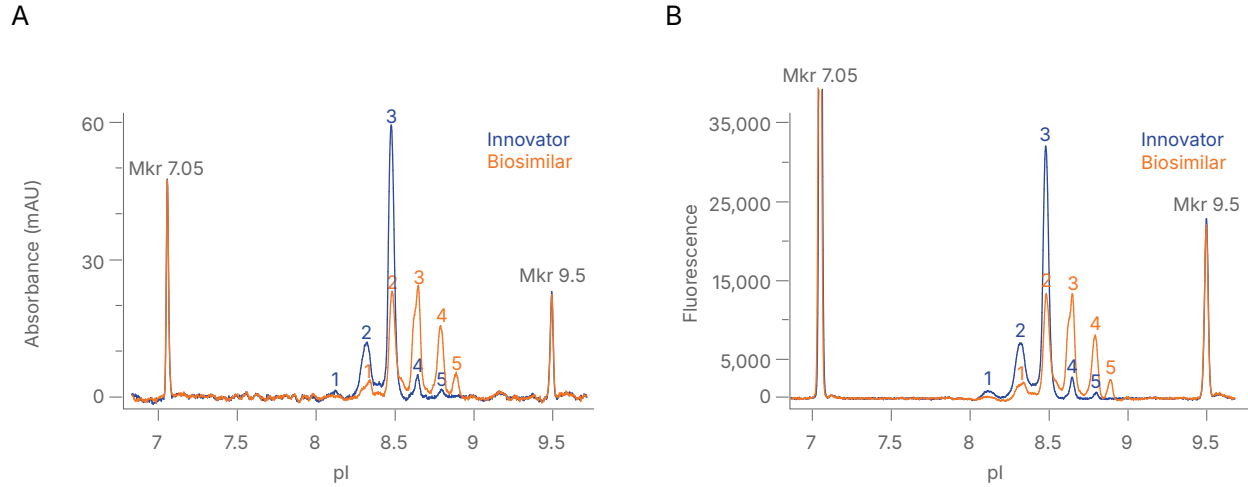 A
Absorbance (mAU)
60
30
0
Mkr 7.05
Mkr 9.5
Innovator
Biosimilar
1
2
3
4
5
1
2
3
4
5
7
7.5
8
8.5
9
9.5
pI
B
Fluorescence
35,000
25,000
15,000
5,000
0
Mkr 7.05
Mkr 9.5
Innovator
Biosimilar
1
2
3
4
5
1
2
3
4
5
7
7.5
8
8.5
9
9.5
pI